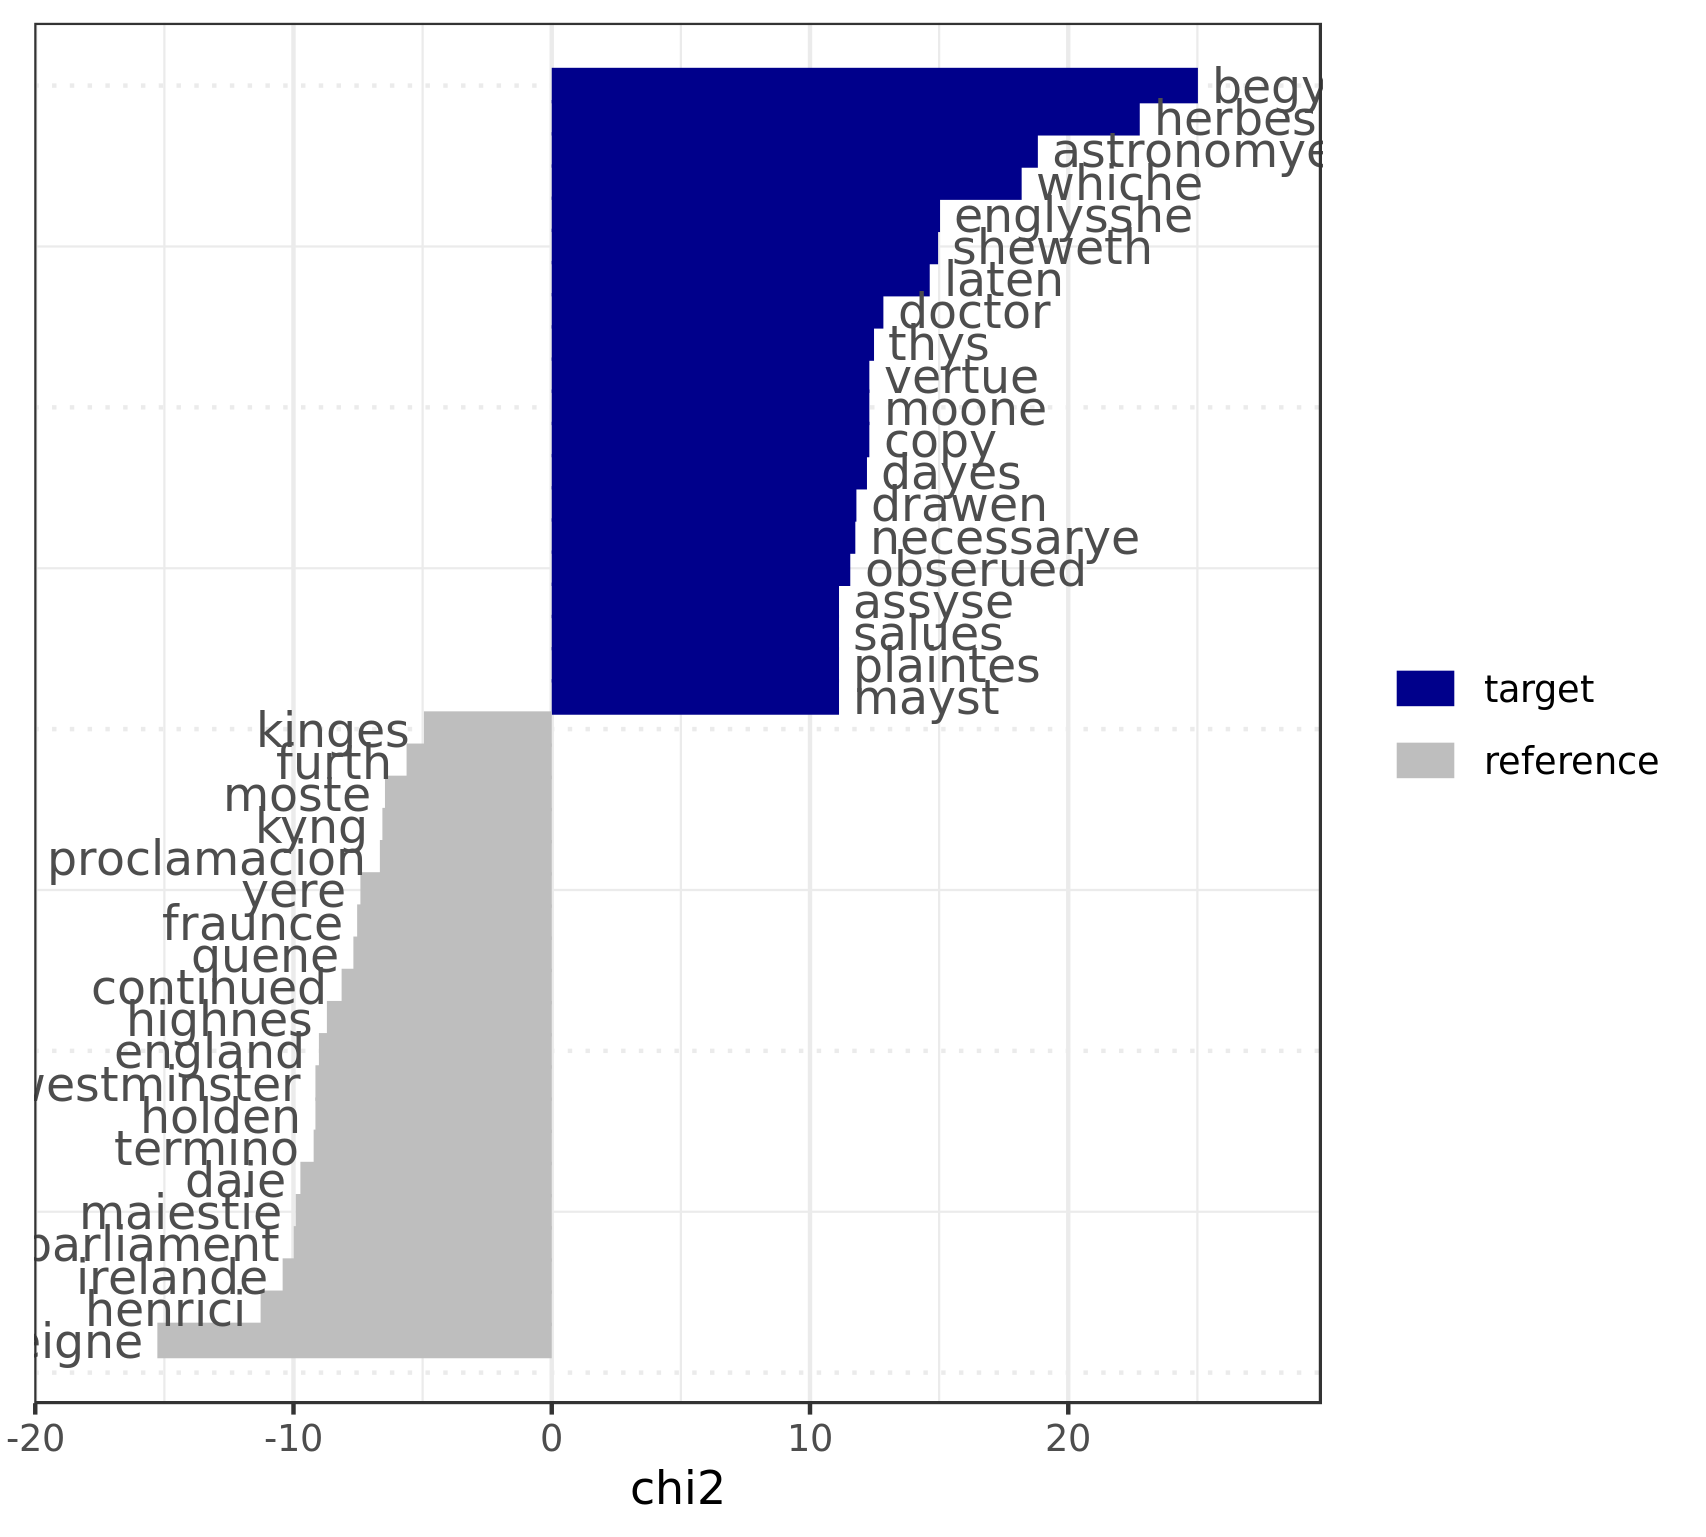 begy
herbes
astronomye
whiche
englysshe
sheweth
laten
doctor
thys
vertue
moone
copy
dayes
drawen
necessarye
obserued
assyse
salues
plaintes
mayst
kinges
furth
moste
kyng
proclamacion
yere
fraunce
quene
continued
highnes
england
westminster
holden
termino
daie
maiestie
parliament
irelande
henrici
eigne
target
reference
-20 -10 0 10 20
chi2